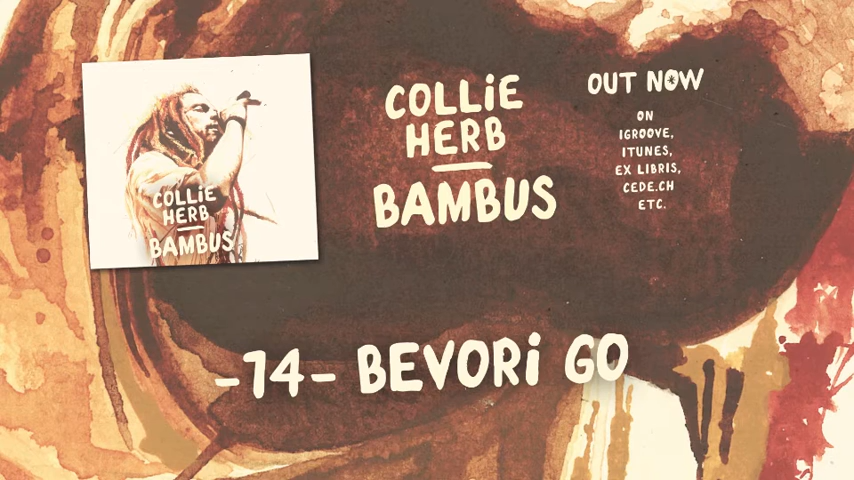 COLLiE
HERB
BAMBUS
COLLiE
HERB
BAMBUS
OUT NOW
ON
IGROOVE,
ITUNES,
EX LIBRIS,
CEDE.CH
ETC.
-14- BEVORi GO